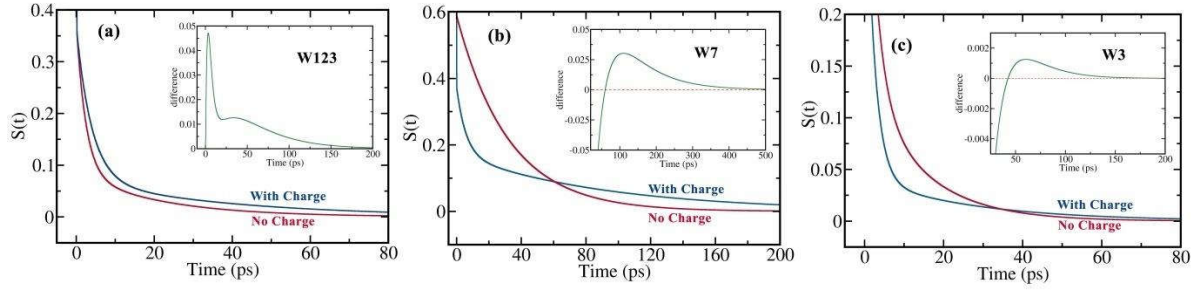 (a)
W123
0.4
0.3
0.2
0.1
0
S(t)
0 20 40 60 80
Time (ps)
0.05
0.04
0.03
0.02
0.01
0
difference
0 50 100 150 200
Time (ps)
With Charge
No Charge
(b)
W7
0.6
0.4
0.2
0.0
S(t)
0 40 80 120 160 200
Time (ps)
0.05
0.025
0
-0.025
-0.05
difference
100 200 300 400 500
Time (ps)
With Charge
No Charge
(c)
W3
0.2
0.15
0.1
0.05
0
S(t)
0 20 40 60 80
Time (ps)
0.002
0
-0.002
-0.004
difference
50 100 150 200
Time (ps)
With Charge
No Charge